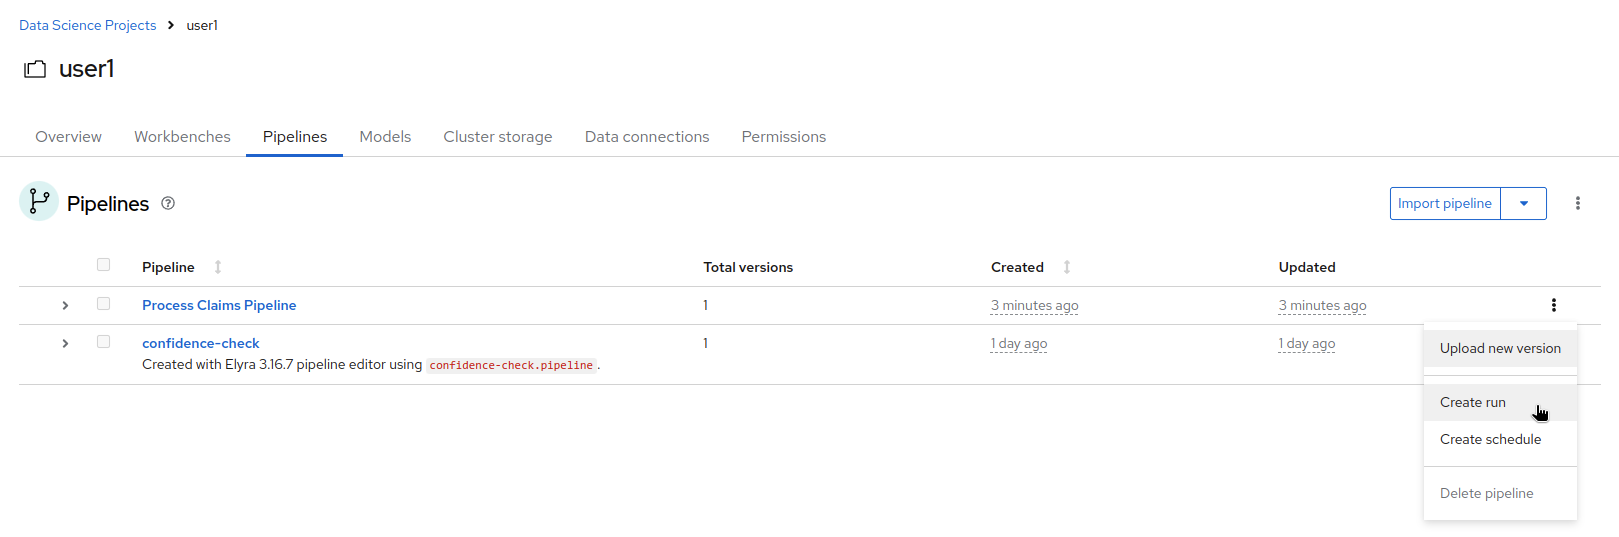 Data Science Projects > user1
user1
Overview Workbenches Pipelines Models Cluster storage Data connections Permissions
Pipelines
Import pipeline
Pipeline Total versions Created Updated
Process Claims Pipeline 1 3 minutes ago 3 minutes ago
confidence-check 1 1 day ago 1 day ago
Created with Elyra 3.16.7 pipeline editor using confidence-check.pipeline.
Upload new version
Create run
Create schedule
Delete pipeline